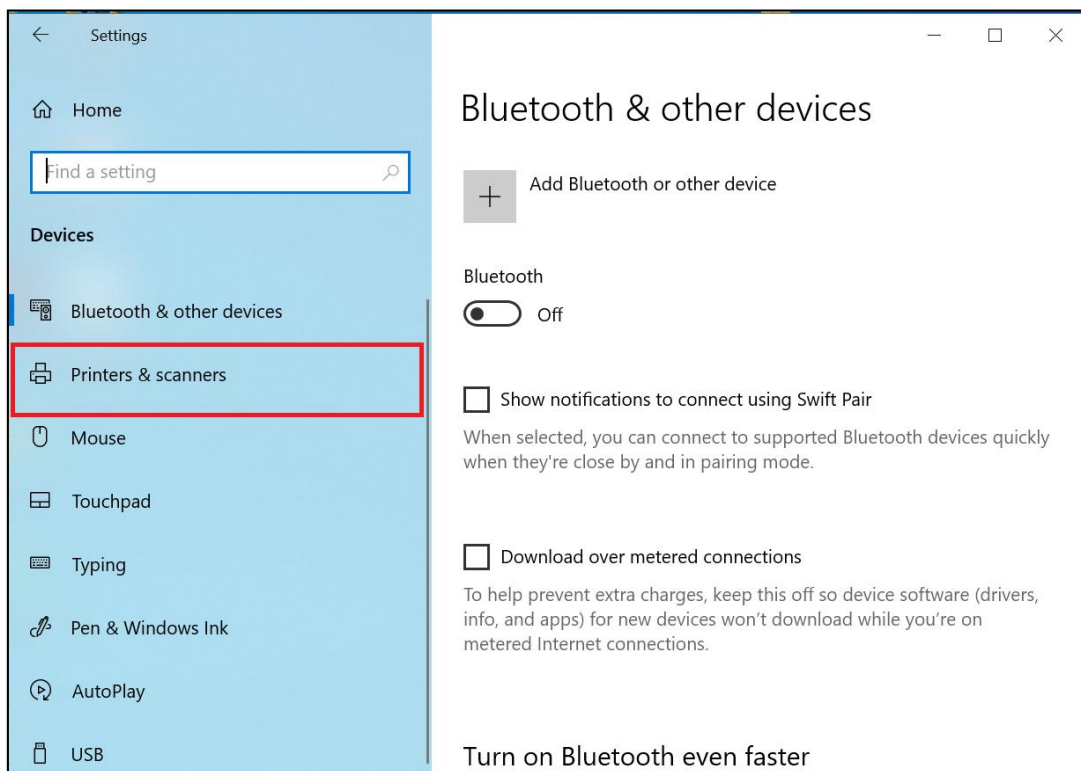 Settings
Home
Find a setting
Devices
Bluetooth & other devices
Printers & scanners
Mouse
Touchpad
Typing
Pen & Windows Ink
AutoPlay
USB
Bluetooth & other devices
Add Bluetooth or other device
Bluetooth
Off
Show notifications to connect using Swift Pair
When selected, you can connect to supported Bluetooth devices quickly
when they're close by and in pairing mode.
Download over metered connections
To help prevent extra charges, keep this off so device software (drivers,
info, and apps) for new devices won’t download while you’re on
metered Internet connections.
Turn on Bluetooth even faster